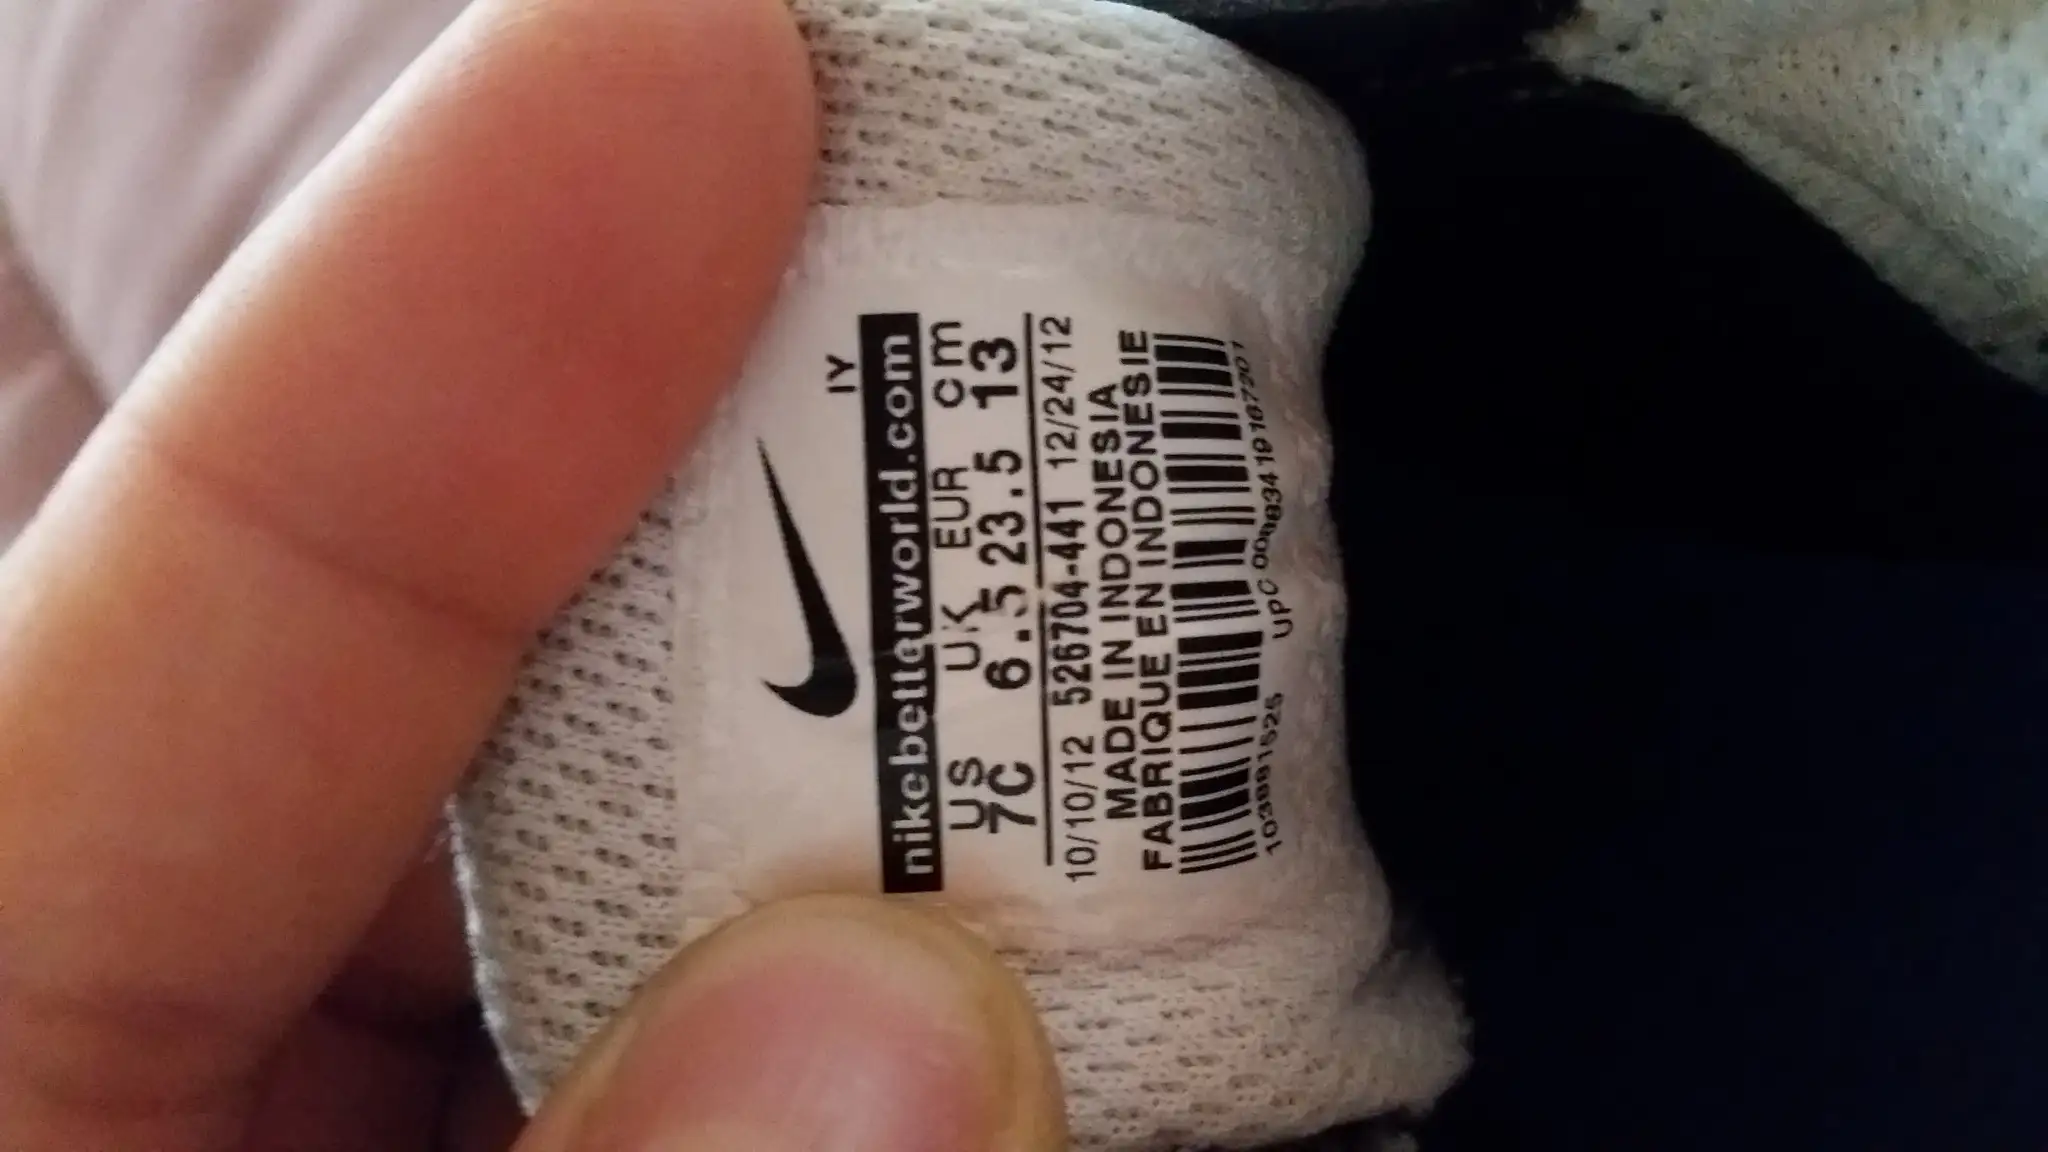 IY
nikebetterworld.com
US UK EUR cm
7C 6.5 23.5 13
10/10/12 526704-441 12/24/12
MADE IN INDONESIA
FABRIQUE EN INDONESIE
UPC